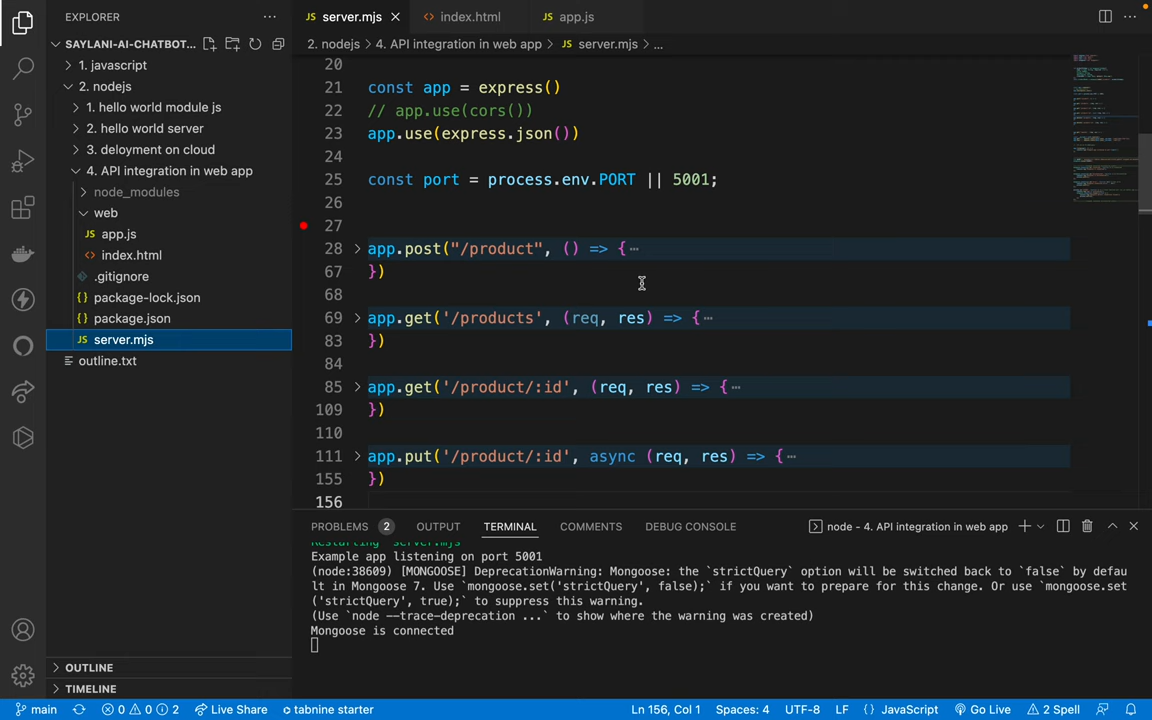 EXPLORER
SAYLANI-AI-CHATBOT...
1. javascript
2. nodejs
1. hello world module js
2. hello world server
3. deloyment on cloud
4. API integration in web app
node_modules
web
JS app.js
<> index.html
.gitignore
{} package-lock.json
{} package.json
JS server.mjs
outline.txt
OUTLINE
TIMELINE
JS server.mjs
<> index.html
JS app.js
2. nodejs > 4. API integration in web app > JS server.mjs > ...
20
21 const app = express()
22 // app.use(cors())
23 app.use(express.json())
24
25 const port = process.env.PORT || 5001;
26
27
28 app.post("/product", () => {⋯
67 })
68
69 app.get('/products', (req, res) => {⋯
83 })
84
85 app.get('/product/:id', (req, res) => {⋯
109 })
110
111 app.put('/product/:id', async (req, res) => {⋯
155 })
156
PROBLEMS 2 OUTPUT TERMINAL COMMENTS DEBUG CONSOLE
node - 4. API integration in web app
Restarting 'server.mjs'
Example app listening on port 5001
(node:38609) [MONGOOSE] DeprecationWarning: Mongoose: the `strictQuery` option will be switched back to `false` by defau
lt in Mongoose 7. Use `mongoose.set('strictQuery', false);` if you want to prepare for this change. Or use `mongoose.set
('strictQuery', true);` to suppress this warning.
(Use `node --trace-deprecation ...` to show where the warning was created)
Mongoose is connected
main 0 0 2 Live Share tabnine starter Ln 156, Col 1 Spaces: 4 UTF-8 LF {} JavaScript Go Live 2 Spell